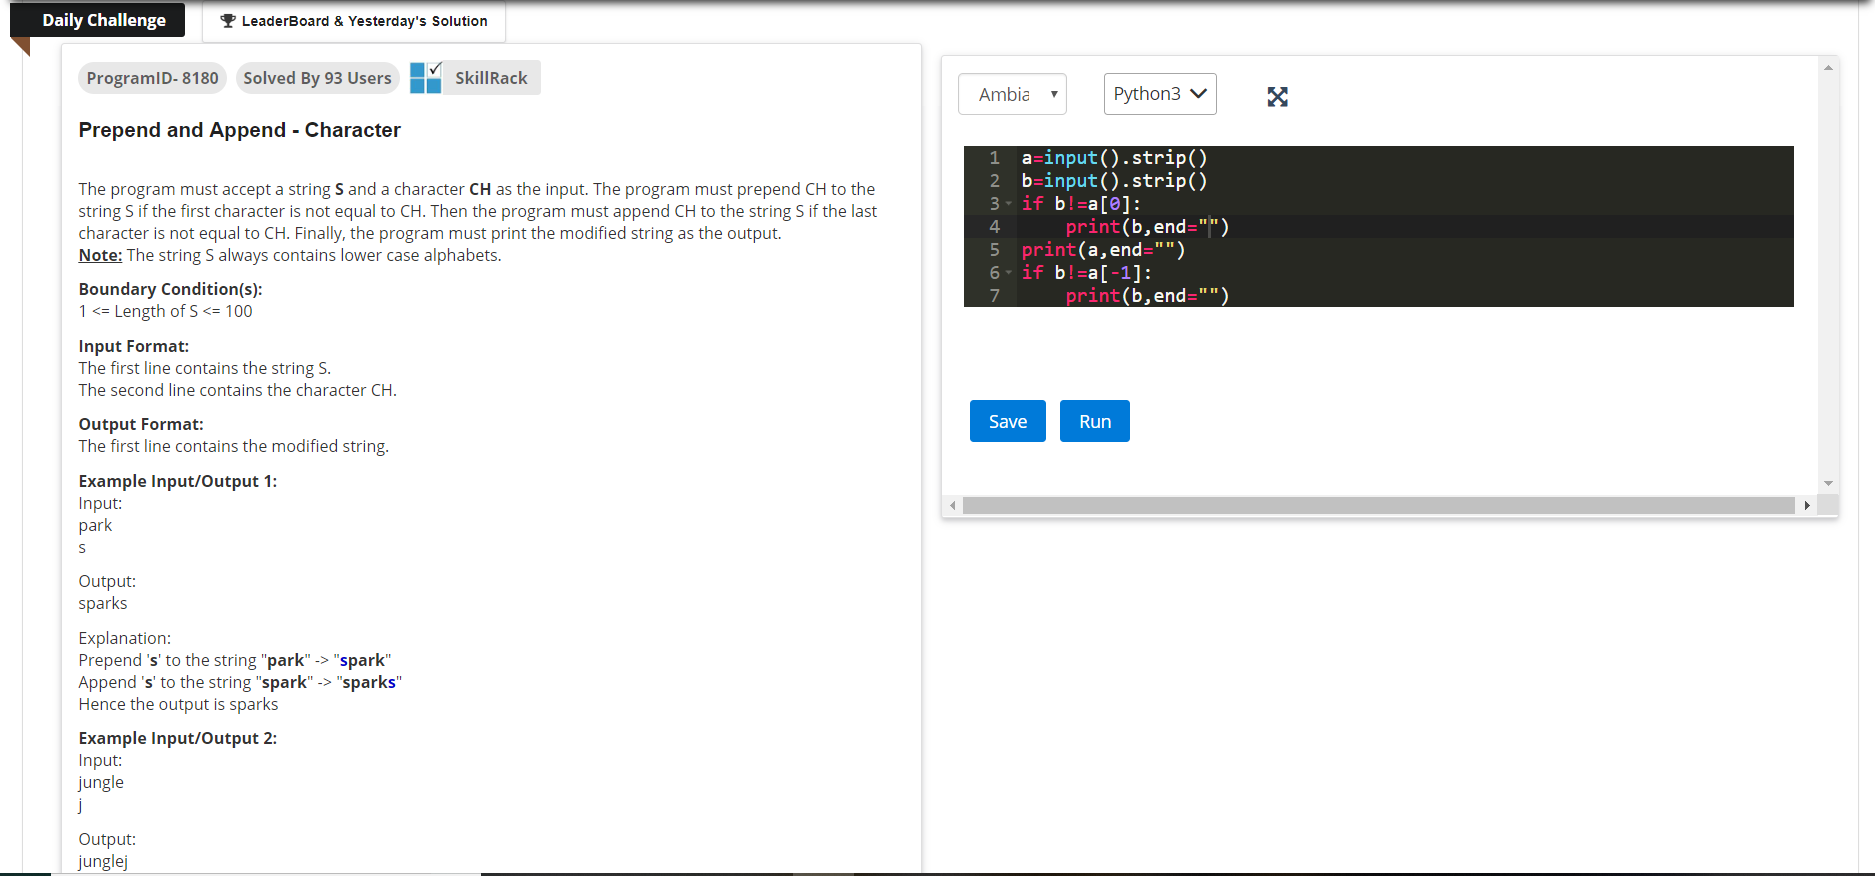 Daily Challenge
LeaderBoard & Yesterday's Solution
ProgramID- 8180
Solved By 93 Users
SkillRack
Prepend and Append - Character
The program must accept a string S and a character CH as the input. The program must prepend CH to the
string S if the first character is not equal to CH. Then the program must append CH to the string S if the last
character is not equal to CH. Finally, the program must print the modified string as the output.
Note: The string S always contains lower case alphabets.
Boundary Condition(s):
1 <= Length of S <= 100
Input Format:
The first line contains the string S.
The second line contains the character CH.
Output Format:
The first line contains the modified string.
Example Input/Output 1:
Input:
park
s
Output:
sparks
Explanation:
Prepend 's' to the string "park" -> "spark"
Append 's' to the string "spark" -> "sparks"
Hence the output is sparks
Example Input/Output 2:
Input:
jungle
j
Output:
junglej
Ambia
Python3
1 a=input().strip()
2 b=input().strip()
3 if b!=a[0]:
4     print(b,end="")
5 print(a,end="")
6 if b!=a[-1]:
7     print(b,end="")
Save
Run